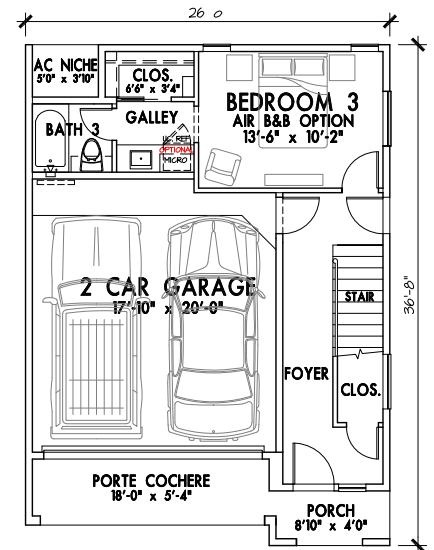 26 0
AC NICHE
5'0" x 3'10"
CLOS.
6'6" x 3'4"
BEDROOM 3
AIR B&B OPTION
13'-6" x 10'-2"
GALLEY
BATH 3
UC REF
OPTIONAL
MICRO
2 CAR GARAGE
17'-10" x 20'-0"
STAIR
36'-8"
FOYER
CLOS.
PORTE COCHERE
18'-0" x 5'-4"
PORCH
8'10" x 4'0"